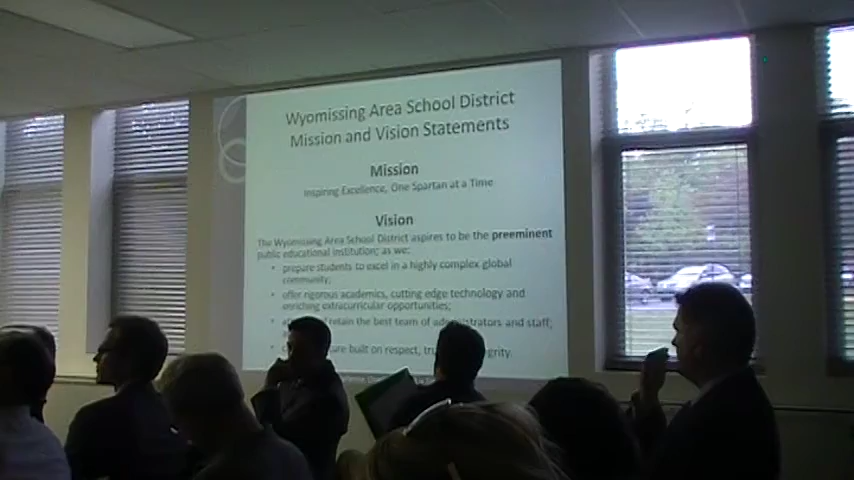 Wyomissing Area School District
Mission and Vision Statements
Mission
Inspiring Excellence, One Spartan at a Time
Vision
The Wyomissing Area School District aspires to be the preeminent
public educational institution; as we:
• prepare students to excel in a highly complex global
community;
• offer rigorous academics, cutting edge technology and
enriching extracurricular opportunities;
• retain the best team of administrators and staff;
• built on respect,